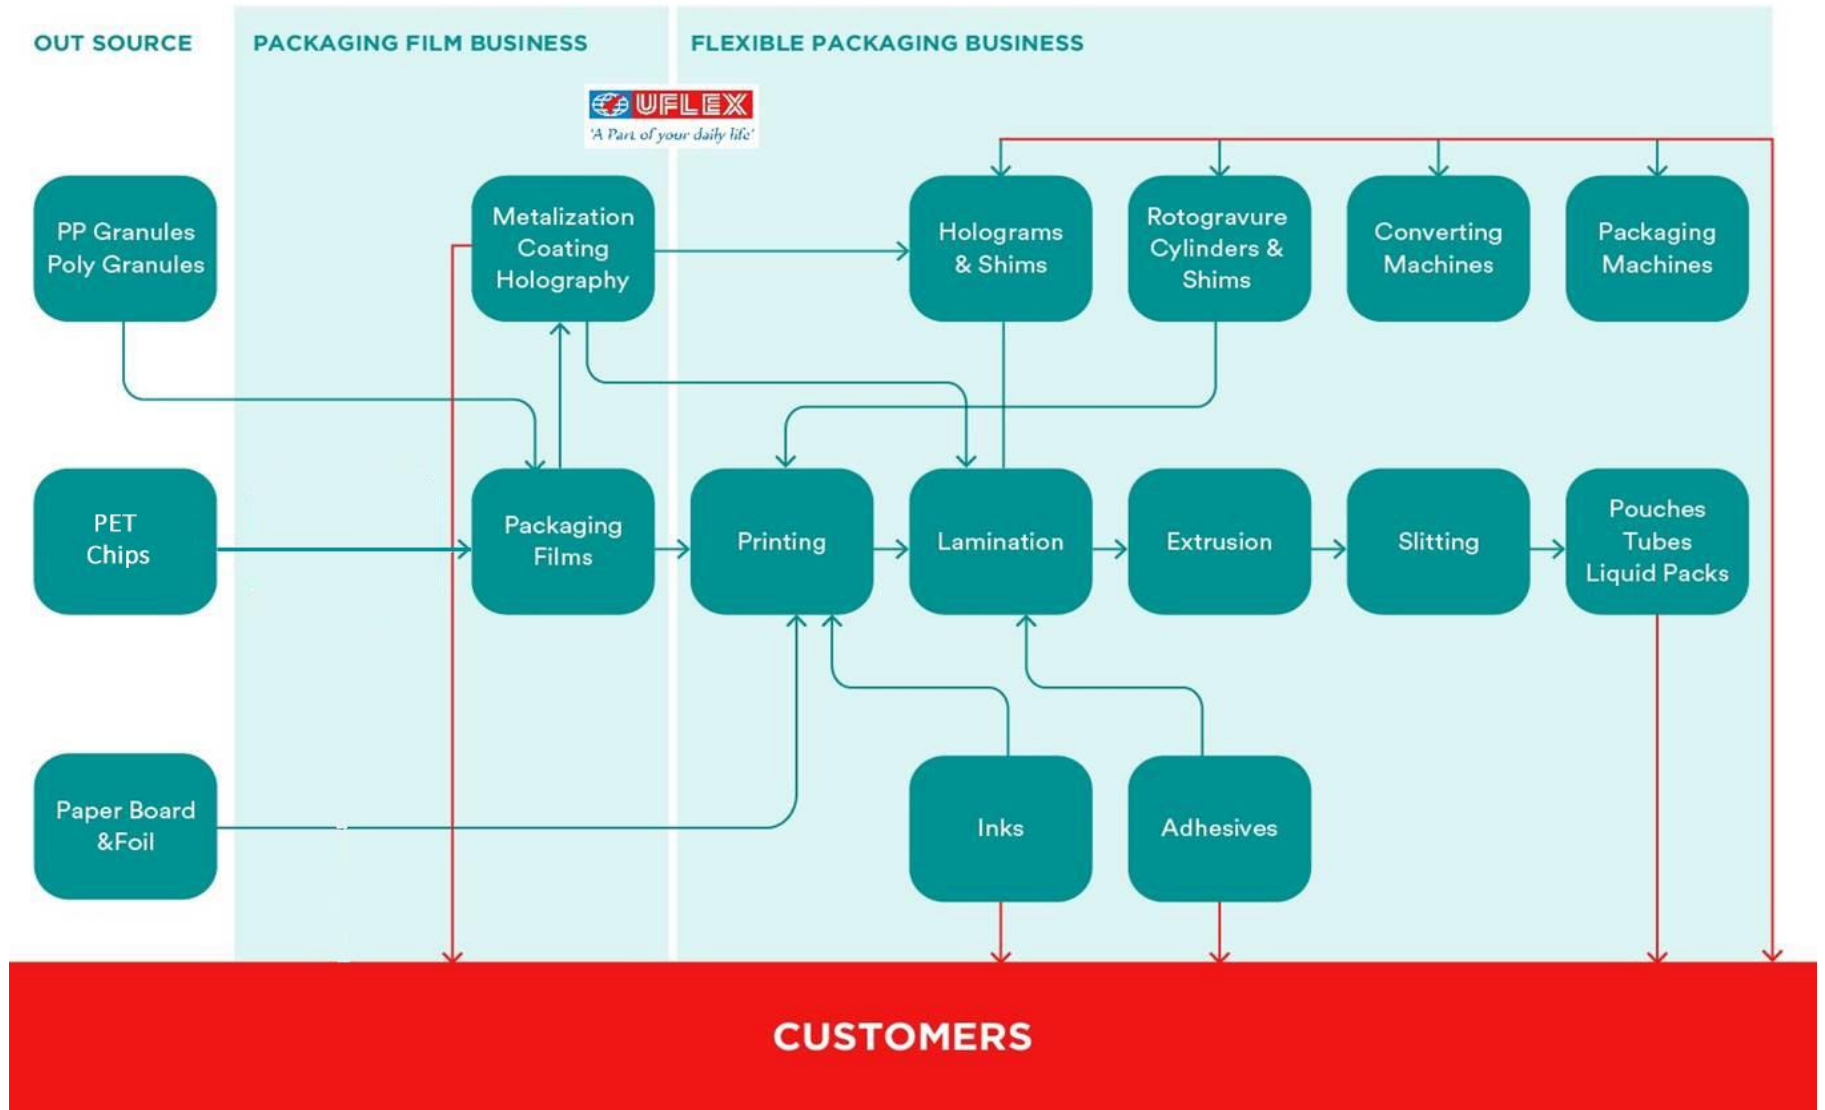 OUT SOURCE
PACKAGING FILM BUSINESS
FLEXIBLE PACKAGING BUSINESS
UFLEX
'A Part of your daily life'
PP Granules
Poly Granules
Metalization
Coating
Holography
Holograms
& Shims
Rotogravure
Cylinders &
Shims
Converting
Machines
Packaging
Machines
PET
Chips
Packaging
Films
Printing
Lamination
Extrusion
Slitting
Pouches
Tubes
Liquid Packs
Paper Board
&Foil
Inks
Adhesives
CUSTOMERS